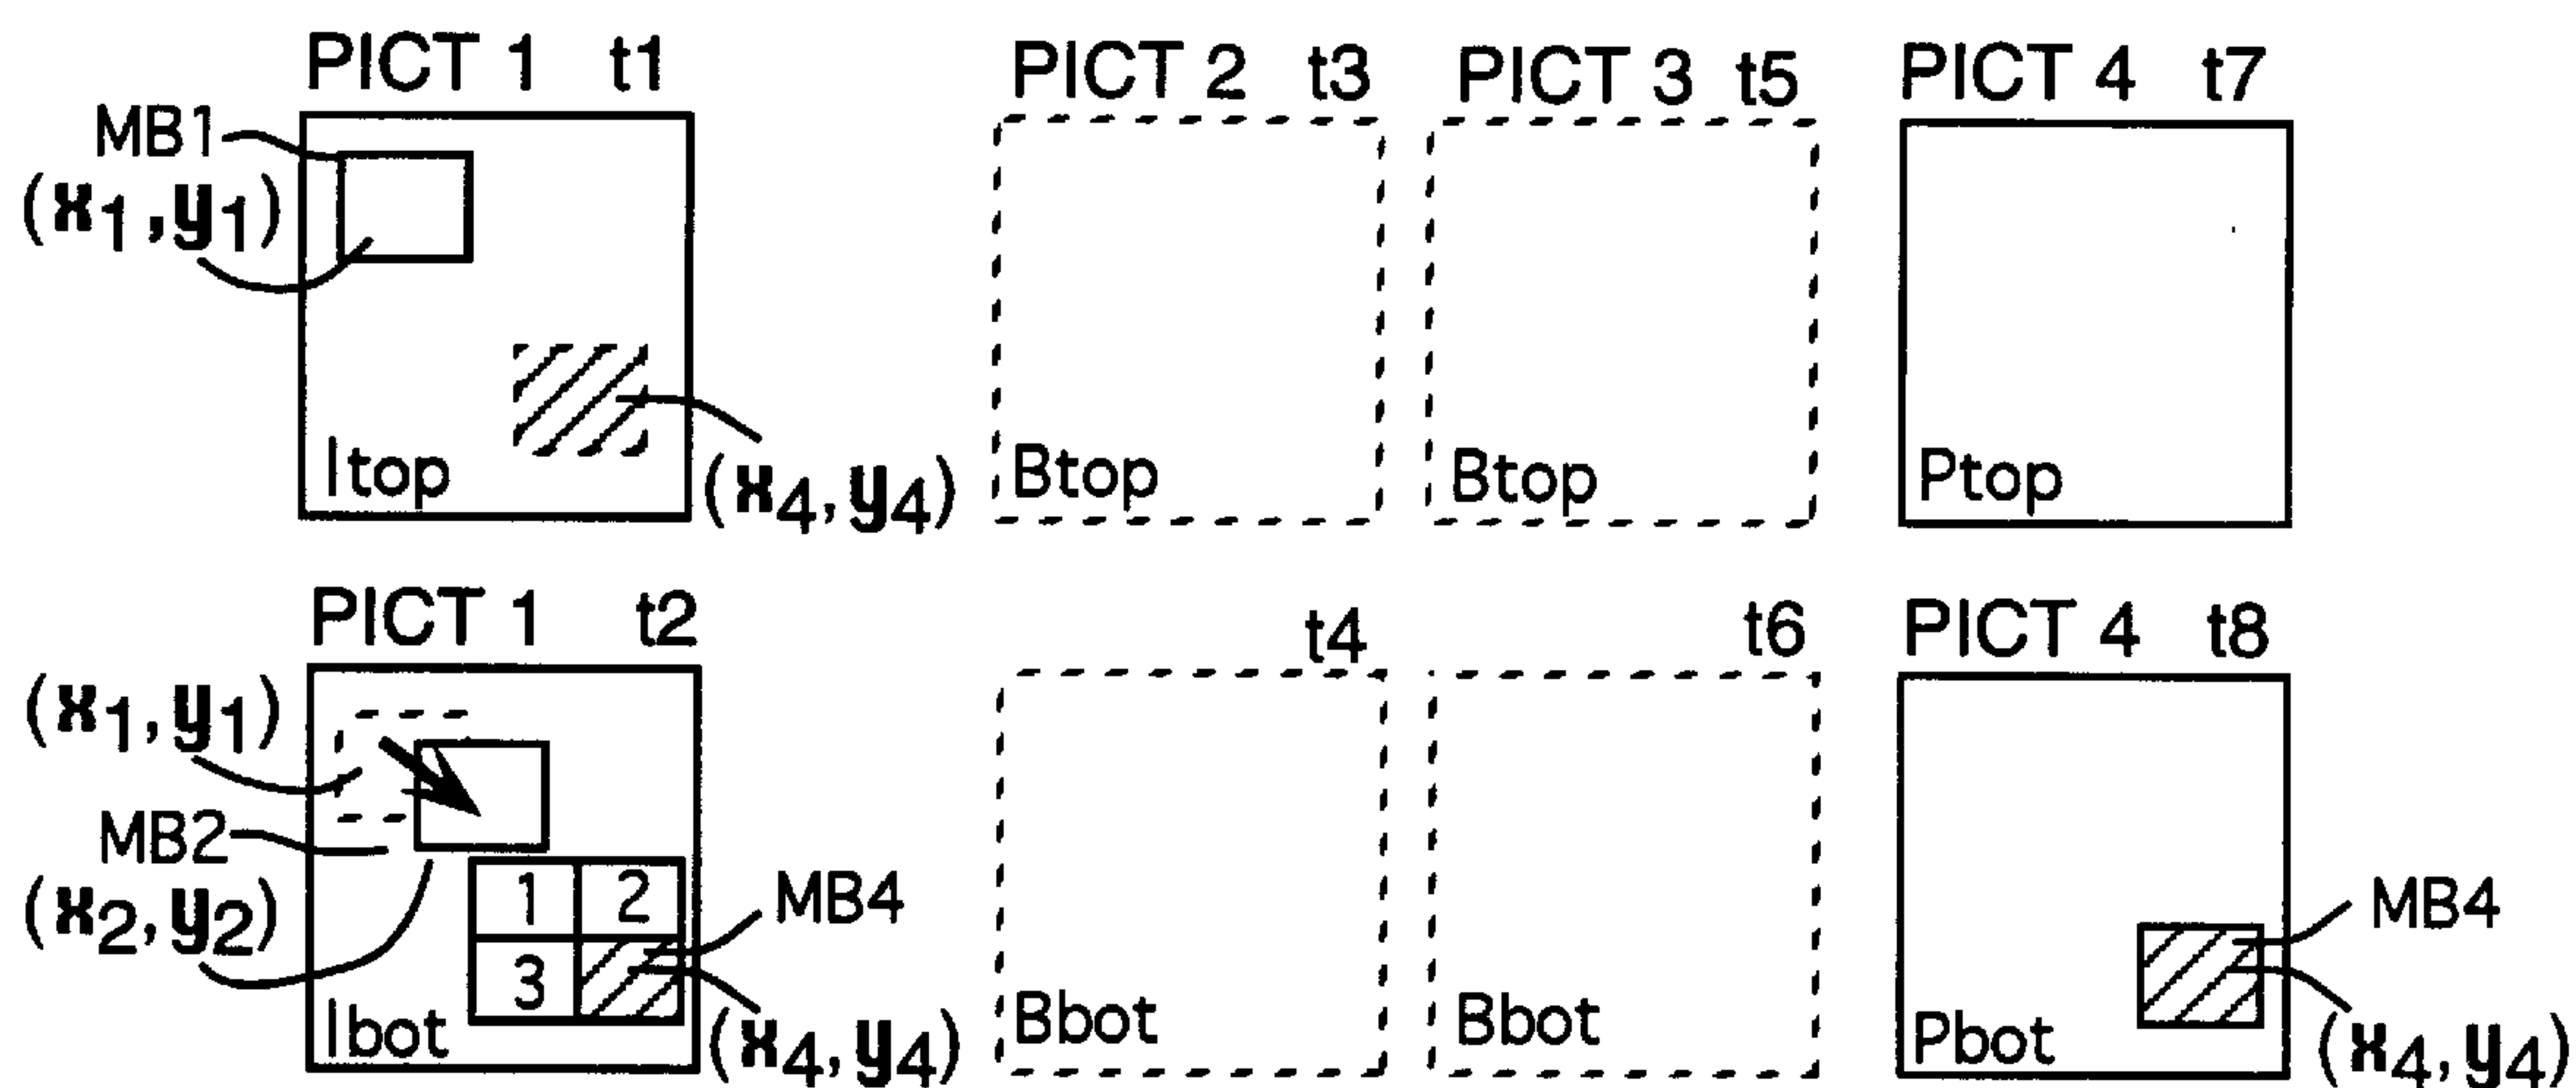 PICT 1 t1
PICT 2 t3
PICT 3 t5
PICT 4 t7
MB1
(x1,y1)
Itop
(x4,y4)
Btop
Btop
Ptop
PICT 1 t2
t4
t6
PICT 4 t8
(x1,y1)
MB2
(x2,y2)
1 2
3
MB4
(x4,y4)
Ibot
Bbot
Bbot
Pbot
MB4
(x4,y4)